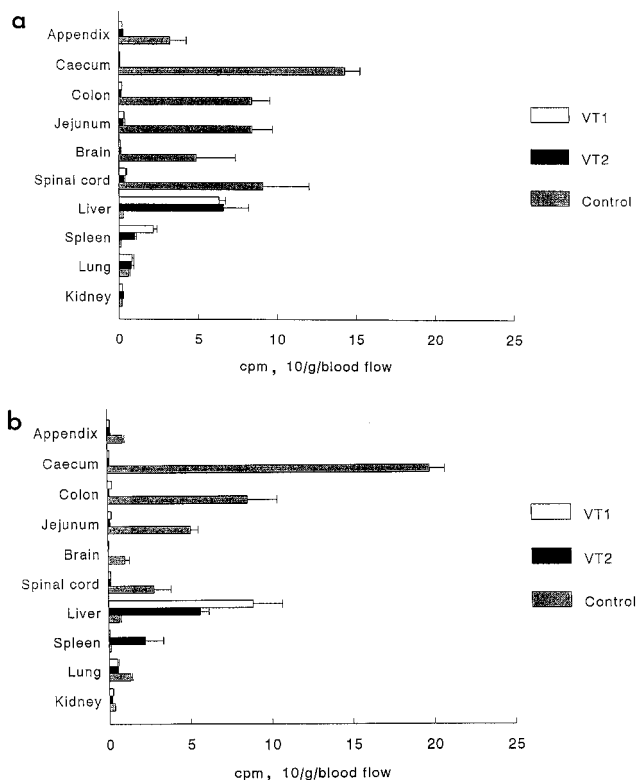 a
Appendix
Caecum
Colon
Jejunum
Brain
Spinal cord
Liver
Spleen
Lung
Kidney
VT1
VT2
Control
0 5 10 15 20 25
cpm, 10/g/blood flow
b
Appendix
Caecum
Colon
Jejunum
Brain
Spinal cord
Liver
Spleen
Lung
Kidney
VT1
VT2
Control
0 5 10 15 20 25
cpm, 10/g/blood flow